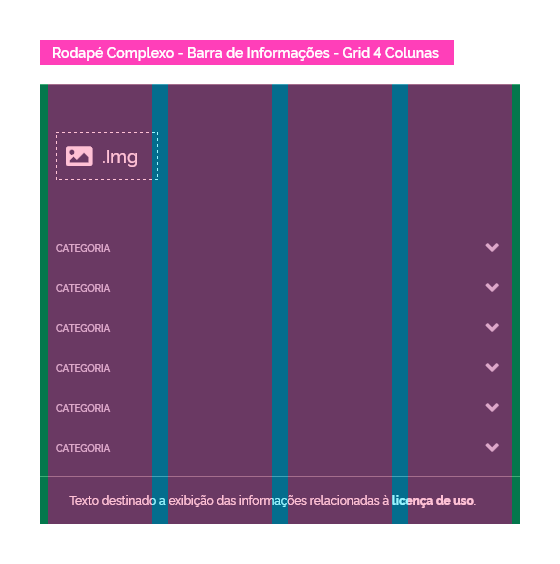 Rodapé Complexo - Barra de Informações - Grid 4 Colunas
.Img
CATEGORIA
CATEGORIA
CATEGORIA
CATEGORIA
CATEGORIA
CATEGORIA
Texto destinado a exibição das informações relacionadas à licença de uso.